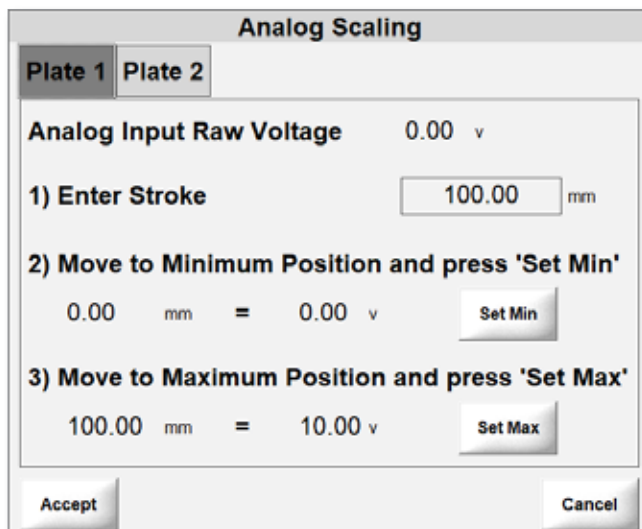 Analog Scaling
Plate 1 Plate 2
Analog Input Raw Voltage 0.00 v
1) Enter Stroke 100.00 mm
2) Move to Minimum Position and press 'Set Min'
0.00 mm = 0.00 v Set Min
3) Move to Maximum Position and press 'Set Max'
100.00 mm = 10.00 v Set Max
Accept Cancel